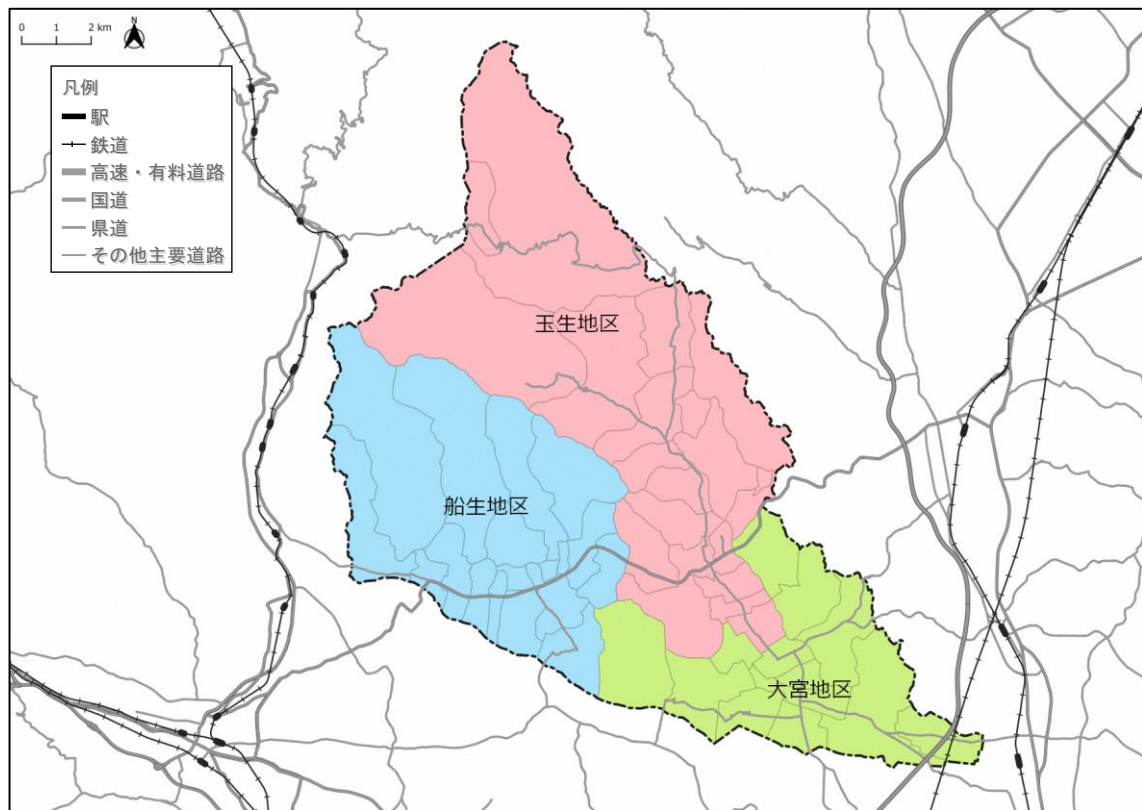 0 1 2 km
N
凡例
駅
鉄道
高速・有料道路
国道
県道
その他主要道路
玉生地区
船生地区
大宮地区